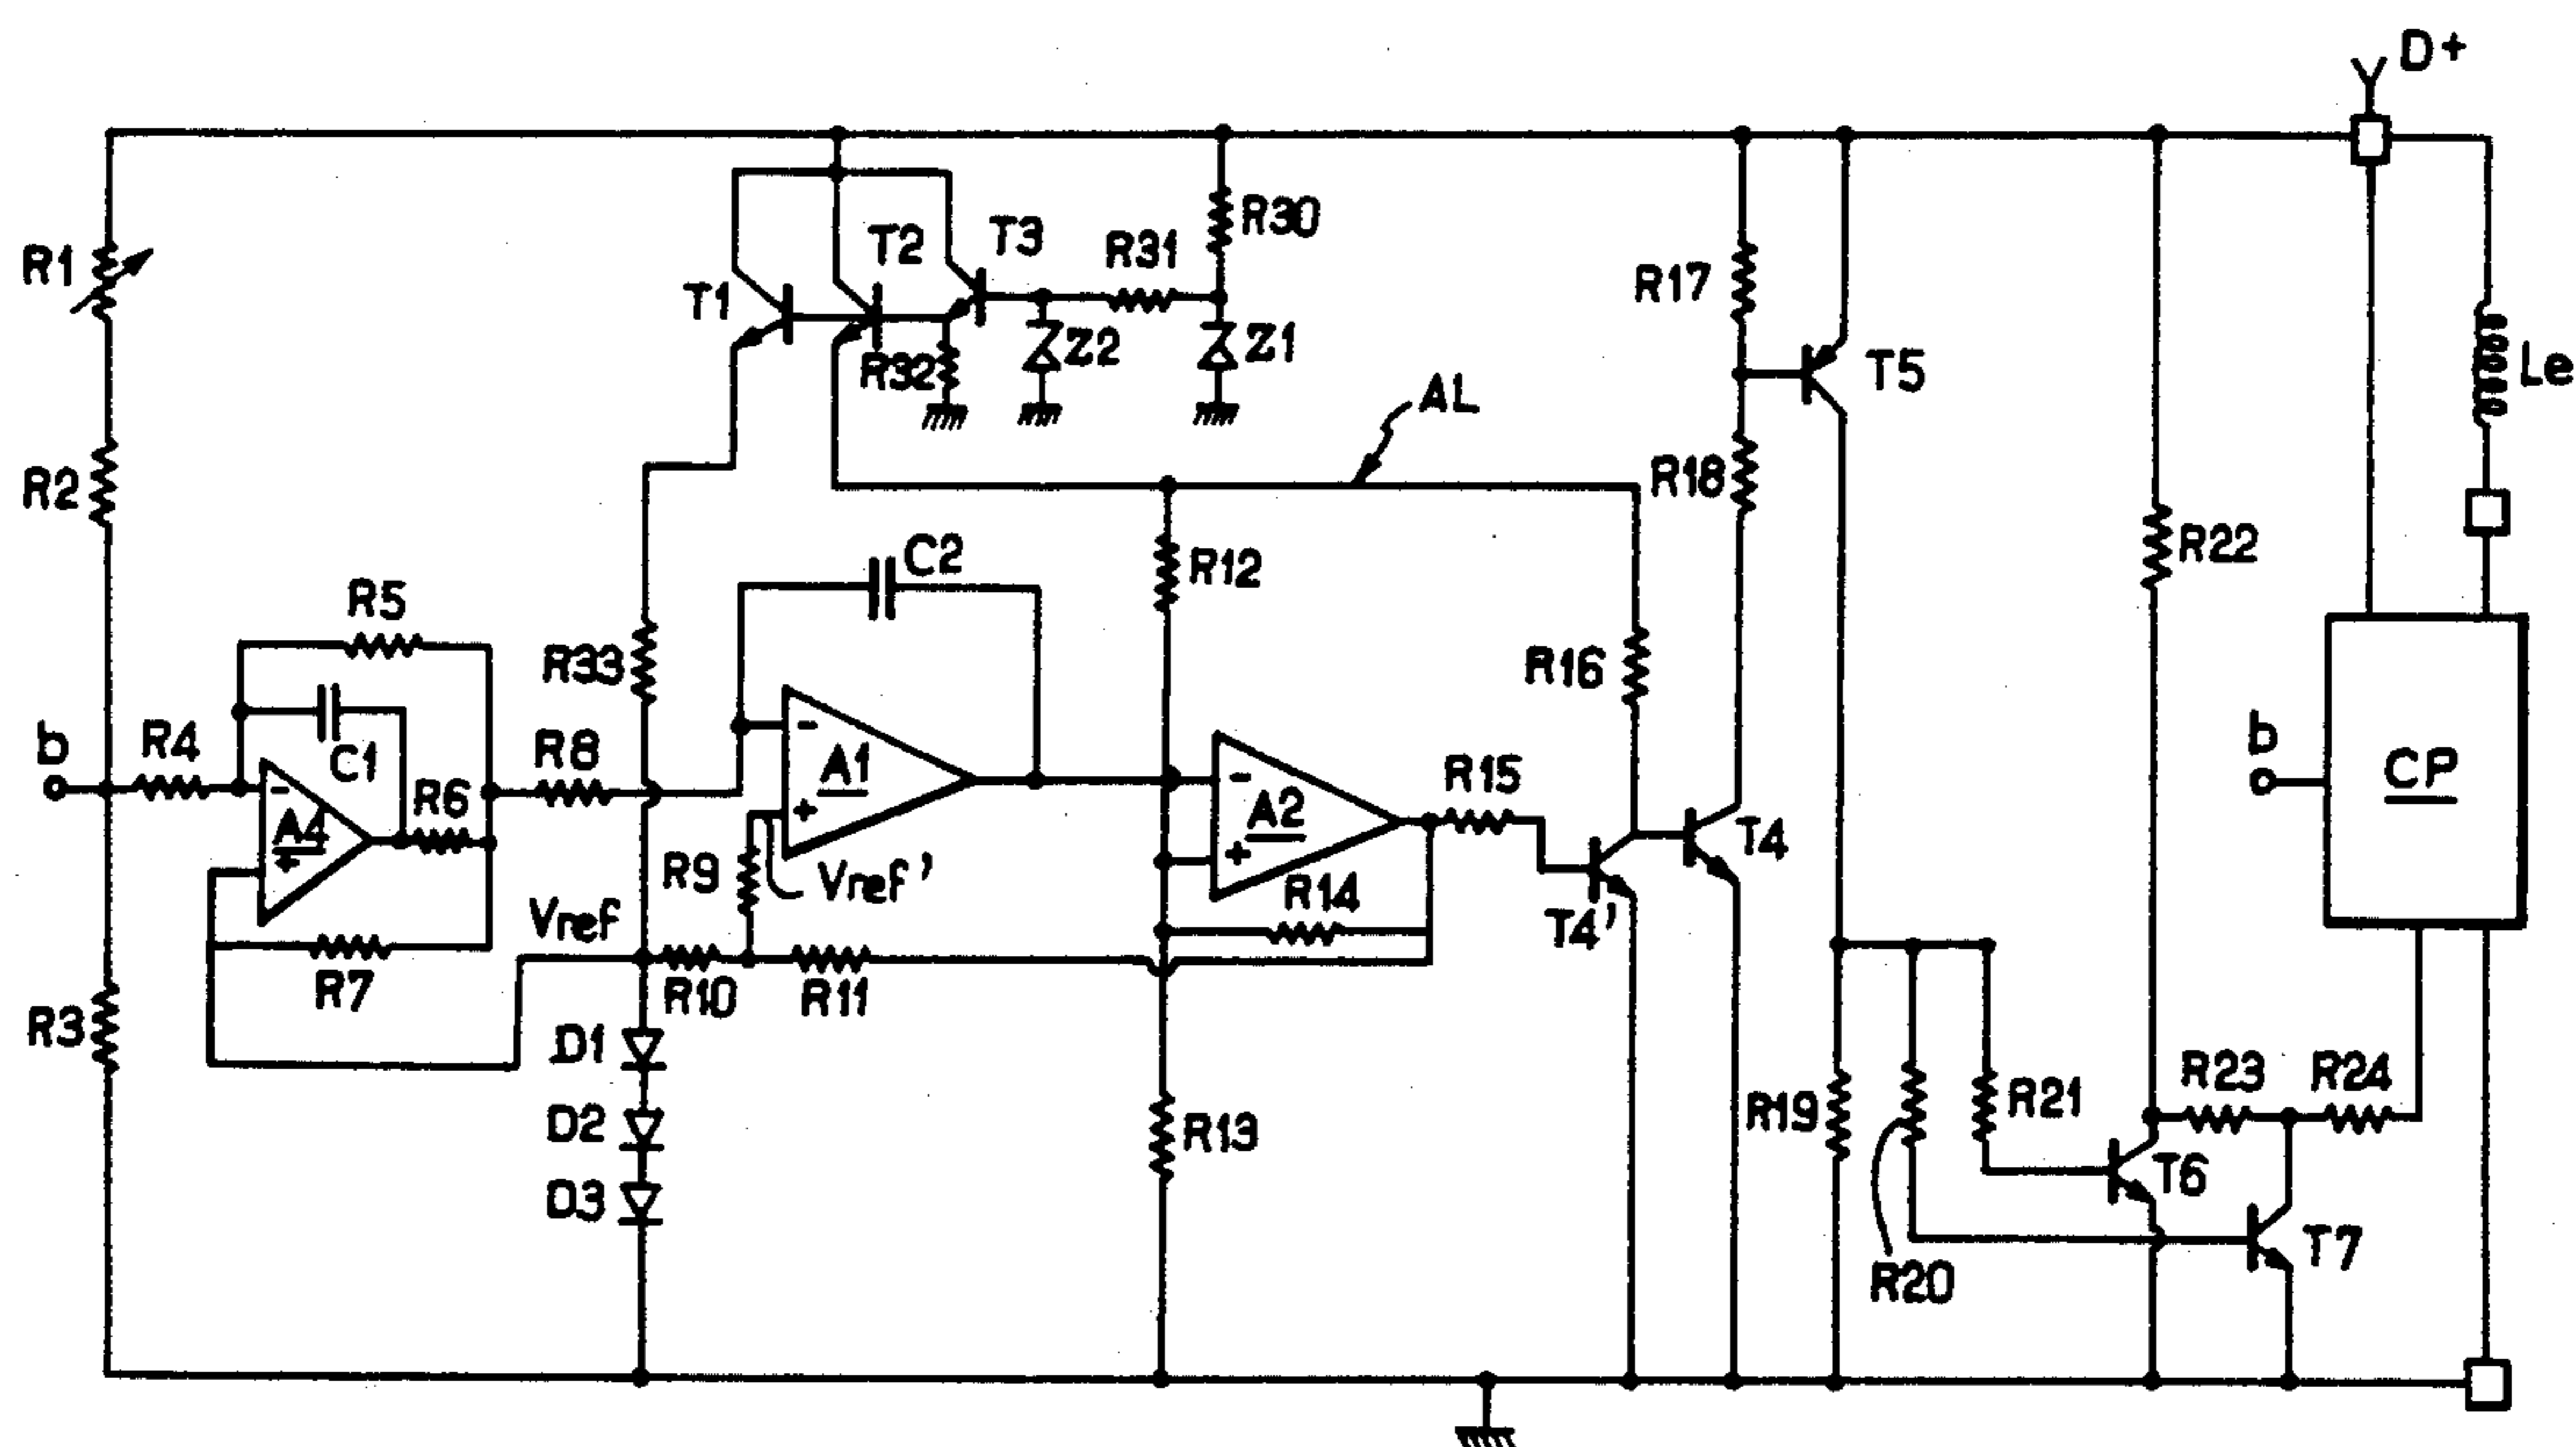 D+
R1
T1
T2
T3
R31
R30
R17
T5
Le
R32
Z2
Z1
AL
R2
R18
C2
R12
R22
R5
R33
R16
b
R4
C1
R8
A1
-
+
R15
b
CP
A4
-
+
R6
R9
Vref'
A2
-
+
R14
T4
T4'
Vref
R7
R10
R11
R3
D1
D2
D3
R13
R19
R21
R23
R24
T6
R20
T7